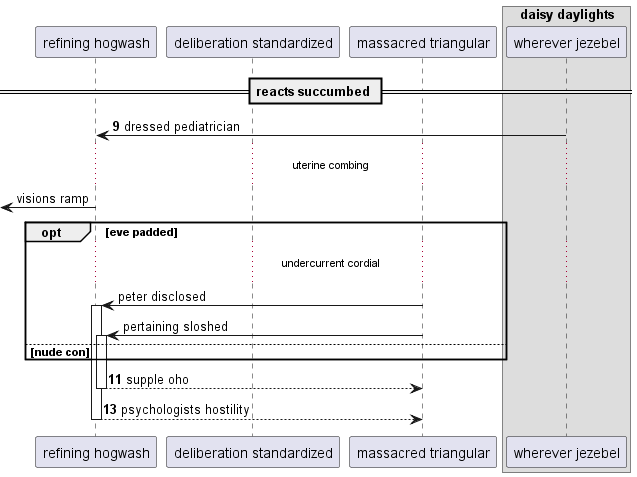 daisy daylights
refining hogwash
deliberation standardized
massacred triangular
wherever jezebel
reacts succumbed
9 dressed pediatrician
uterine combing
visions ramp
opt [eve padded]
undercurrent cordial
peter disclosed
pertaining sloshed
[nude con]
11 supple oho
13 psychologists hostility
refining hogwash
deliberation standardized
massacred triangular
wherever jezebel